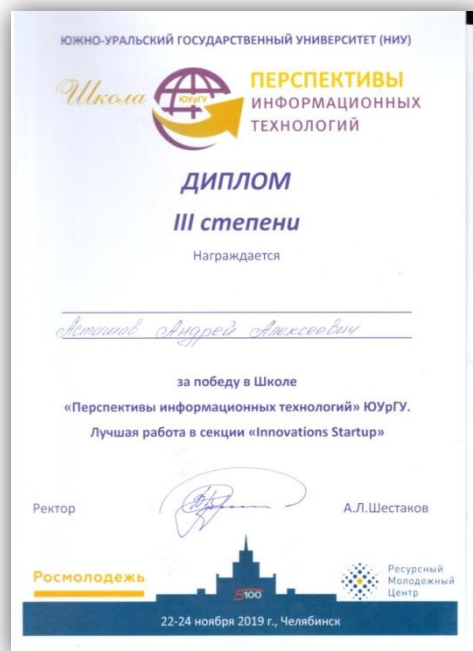 ЮЖНО-УРАЛЬСКИЙ ГОСУДАРСТВЕННЫЙ УНИВЕРСИТЕТ (НИУ)
Школа
ЮУрГУ
ПЕРСПЕКТИВЫ
ИНФОРМАЦИОННЫХ
ТЕХНОЛОГИЙ
ДИПЛОМ
III степени
Награждается
Асташов Андрей Алексеевич
за победу в Школе
«Перспективы информационных технологий» ЮУрГУ.
Лучшая работа в секции «Innovations Startup»
Ректор
А.Л.Шестаков
Росмолодежь
5100
Ресурсный
Молодежный
Центр
22-24 ноября 2019 г., Челябинск